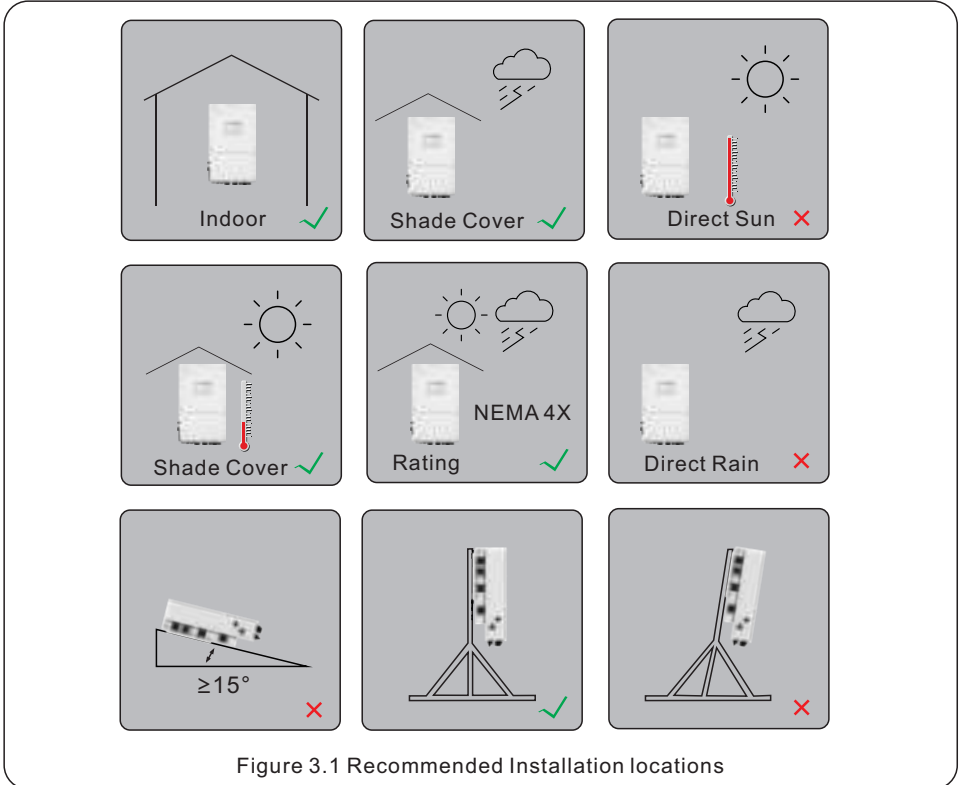 Indoor
Shade Cover
Direct Sun
Shade Cover
NEMA 4X
Rating
Direct Rain
≥15°
Figure 3.1 Recommended Installation locations